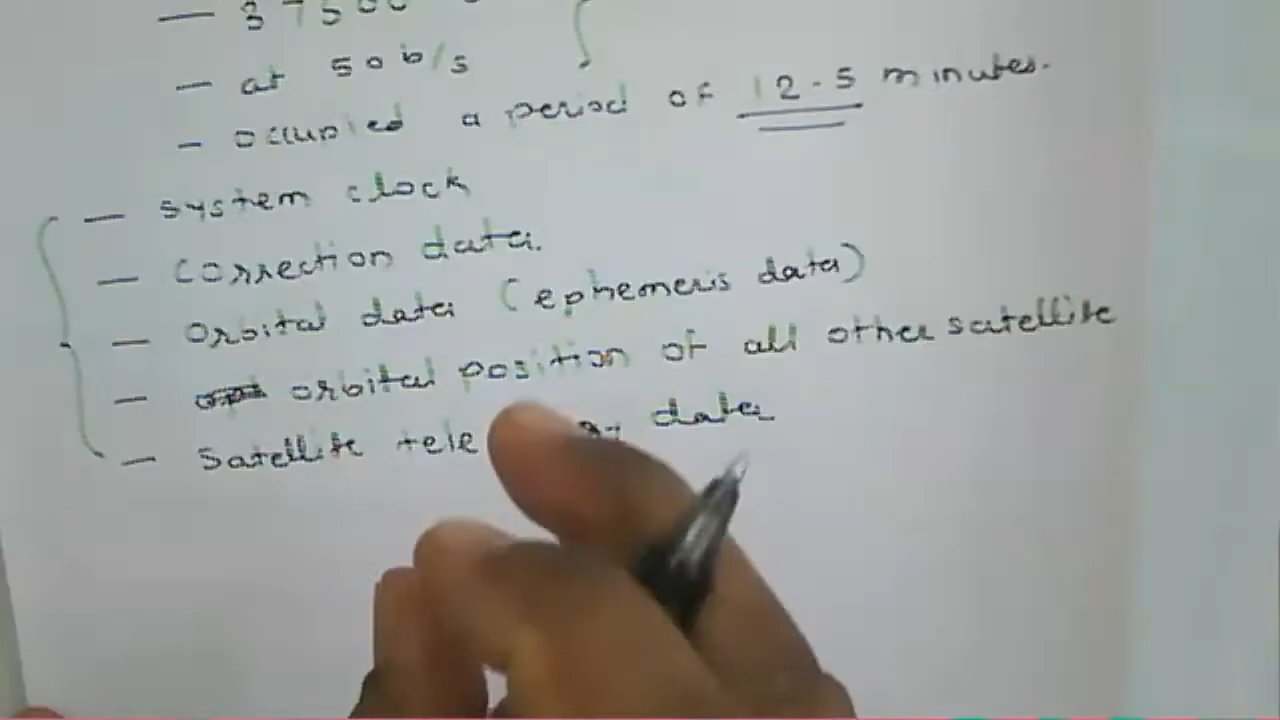 — 37500
— at 50 b/s
— occupied a period of 12.5 minutes.
— system clock
— correction data.
— orbital data (ephemeris data)
— orbital position of all other satellite
— Satellite data